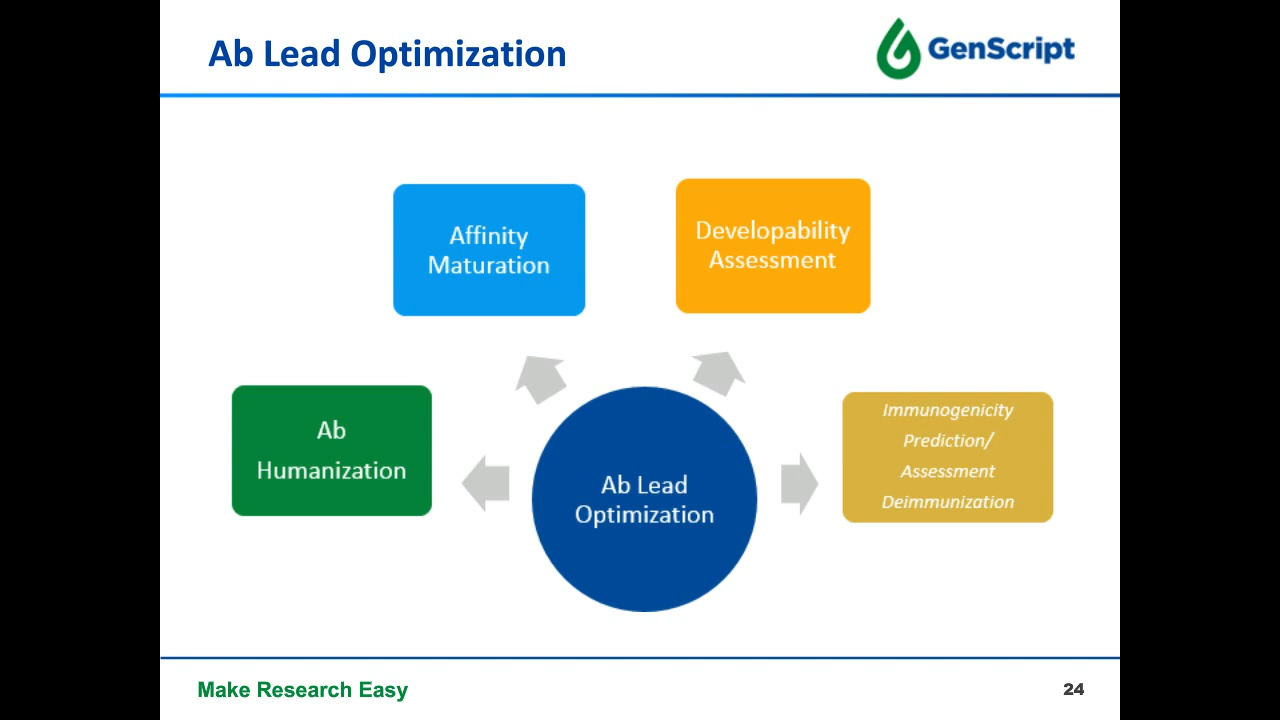 Ab Lead Optimization
GenScript
Affinity
Maturation
Developability
Assessment
Ab
Humanization
Ab Lead
Optimization
Immunogenicity
Prediction/
Assessment
Deimmunization
Make Research Easy
24